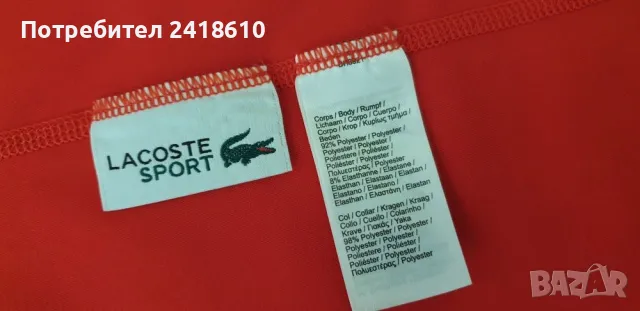 Потребител 2418610
LACOSTE
SPORT
Corps / Body / Rumpf /
Lichaam / Corpo / Cuerpo /
Corpo / Krop / Κυρίως τμήμα /
Beden
92% Polyester / Polyester /
Polyester / Polyester /
Poliestere / Poliéster /
Poliéster / Polyester /
Πολυεστέρας / Polyester
8% Elasthanne / Elastane /
Elasthan / Elastaan / Elastan /
Elastano / Elastano /
Elasthan / Ελαστάνη / Elastan
Col / Collar / Kragen / Kraag /
Collo / Cuello / Colarinho /
Krave / Γιακάς / Yaka
98% Polyester / Polyester /
Polyester / Polyester /
Poliestere / Poliéster /
Poliéster / Polyester /
Πολυεστέρας / Polyester
BAZAR